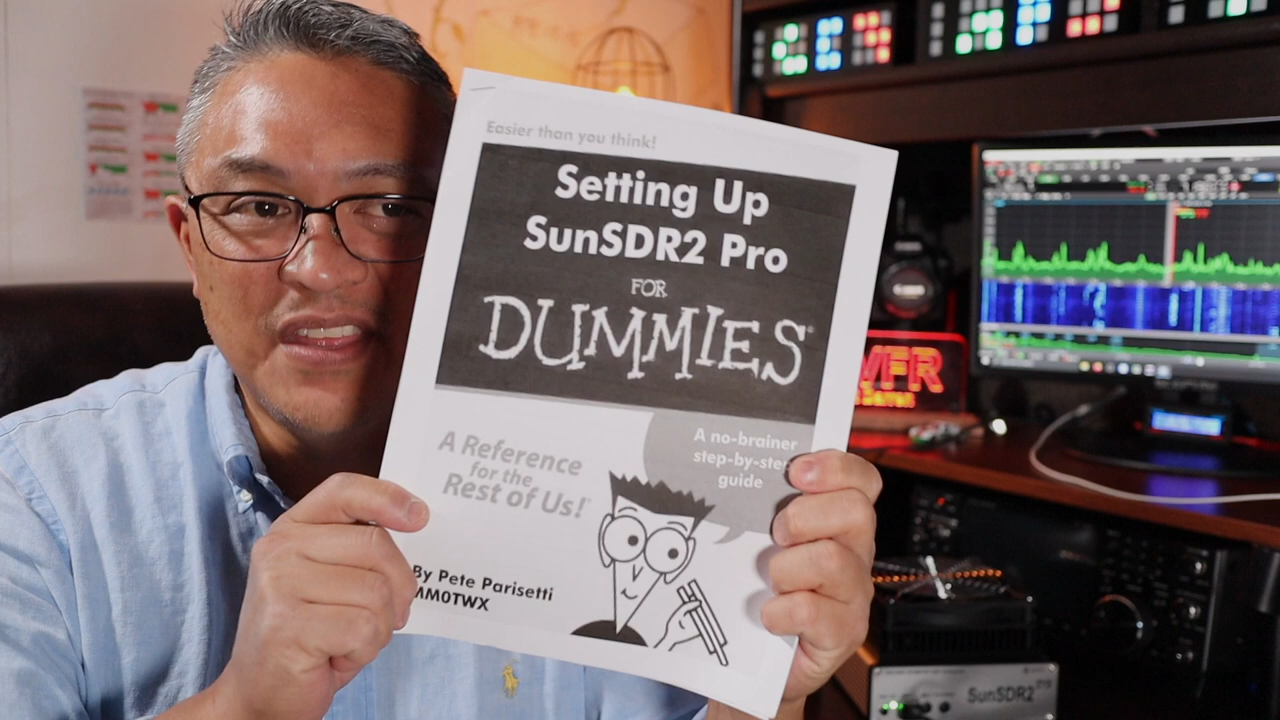 Easier than you think!
Setting Up
SunSDR2 Pro
FOR
DUMMIES®
A Reference
for the
Rest of Us!
A no-brainer
step-by-step
guide
By Pete Parisetti
MM0TWX
SunSDR2